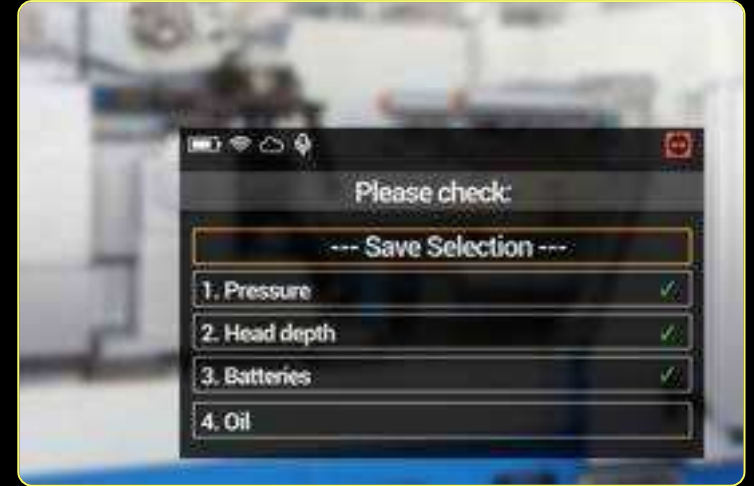 Please check:
--- Save Selection ---
1. Pressure
2. Head depth
3. Batteries
4. Oil